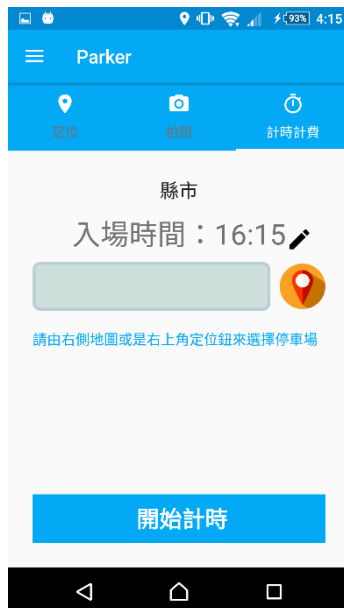 93% 4:15
Parker
定位 拍照 計時計費
縣市
入場時間：16:15
請由右側地圖或是右上角定位鈕來選擇停車場
開始計時